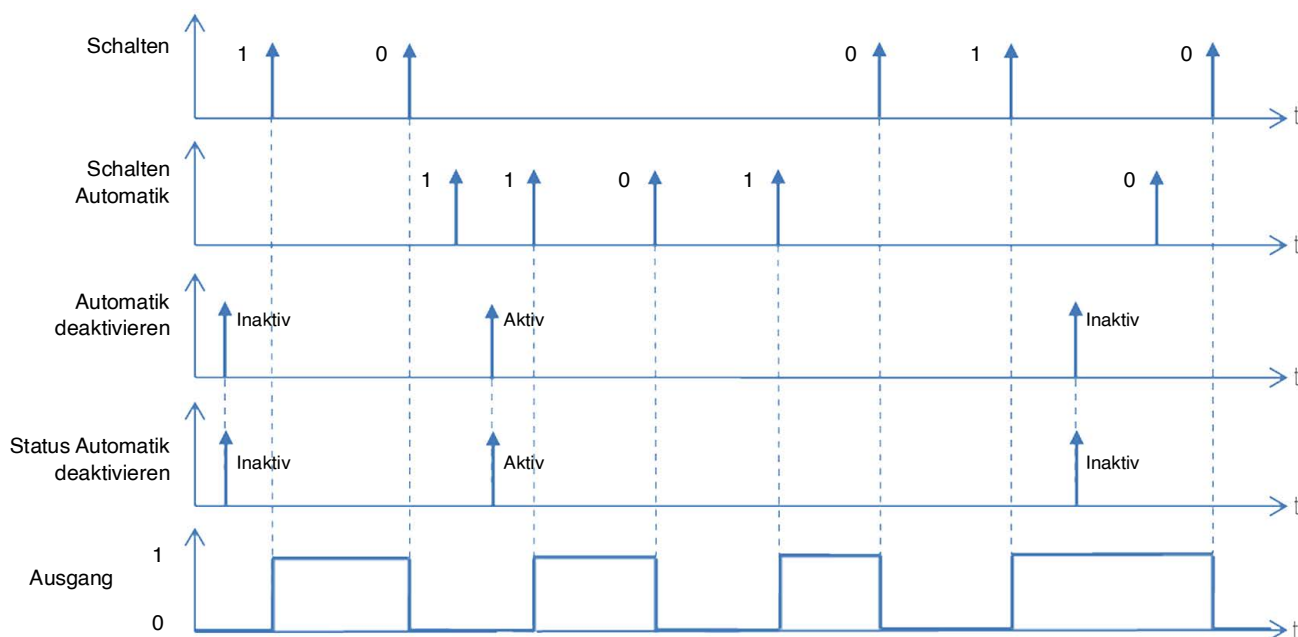 Schalten
1 0 0 1 0
t
Schalten
Automatik
1 1 0 1 0
t
Automatik
deaktivieren
Inaktiv Aktiv Inaktiv
t
Status Automatik
deaktivieren
Inaktiv Aktiv Inaktiv
t
1
Ausgang
0
t